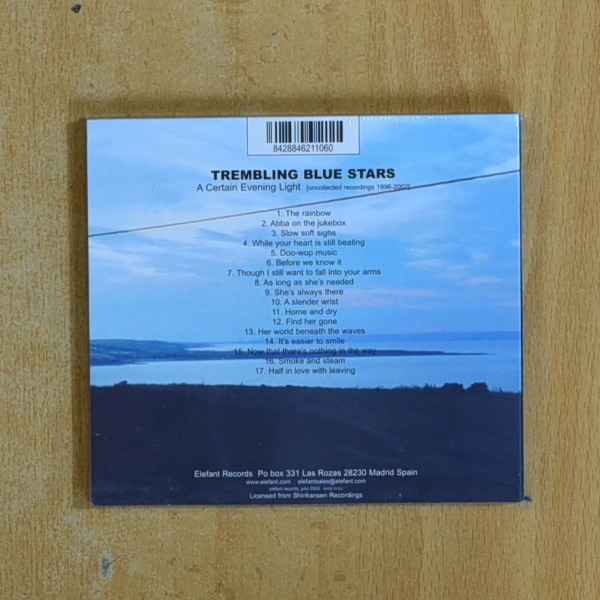 8428846211060
TREMBLING BLUE STARS
A Certain Evening Light [uncollected recordings 1996-2002]
1. The rainbow
2. Abba on the jukebox
3. Slow soft sighs
4. While your heart is still beating
5. Doo-wop music
6. Before we know it
7. Though I still want to fall into your arms
8. As long as she's needed
9. She's always there
10. A slender wrist
11. Home and dry
12. Find her gone
13. Her world beneath the waves
14. It's easier to smile
15. Now that there's nothing in the way
16. Smoke and steam
17. Half in love with leaving
Elefant Records Po box 331 Las Rozas 28230 Madrid Spain
www.elefant.com elefantsales@elefant.com
elefant records, 2003
Licensed from Shinkansen Recordings